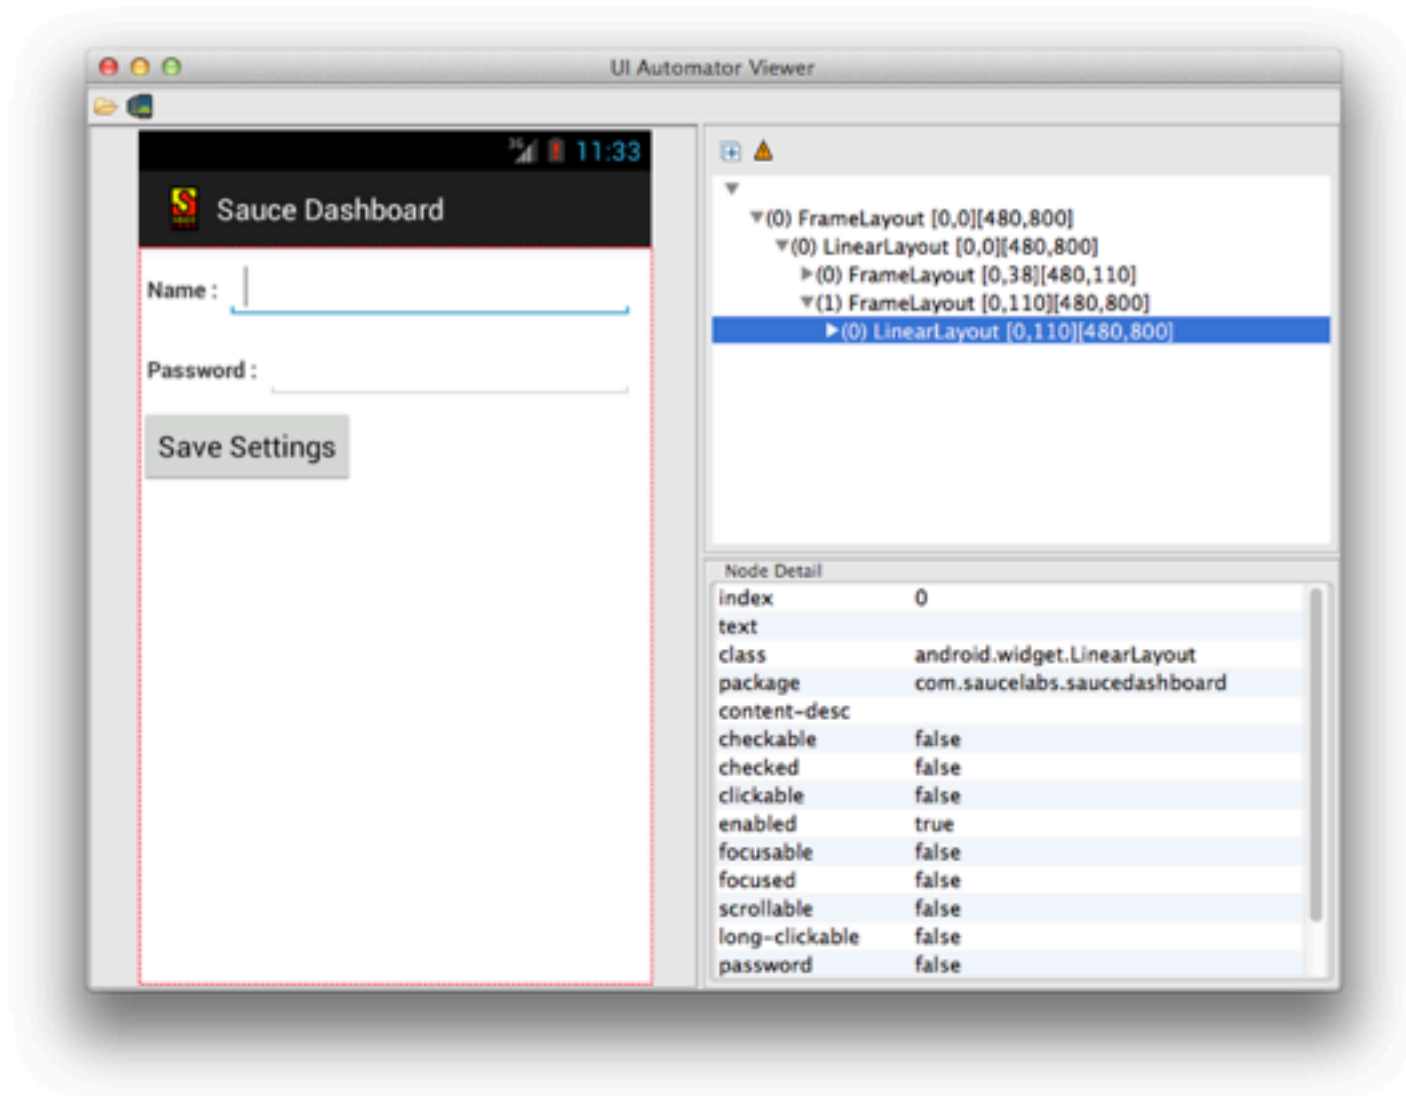 UI Automator Viewer
3G
11:33
Sauce Dashboard
Name :
Password :
Save Settings
(0) FrameLayout [0,0][480,800]
(0) LinearLayout [0,0][480,800]
(0) FrameLayout [0,38][480,110]
(1) FrameLayout [0,110][480,800]
(0) LinearLayout [0,110][480,800]
Node Detail
index 0
text
class android.widget.LinearLayout
package com.saucelabs.saucedashboard
content-desc
checkable false
checked false
clickable false
enabled true
focusable false
focused false
scrollable false
long-clickable false
password false